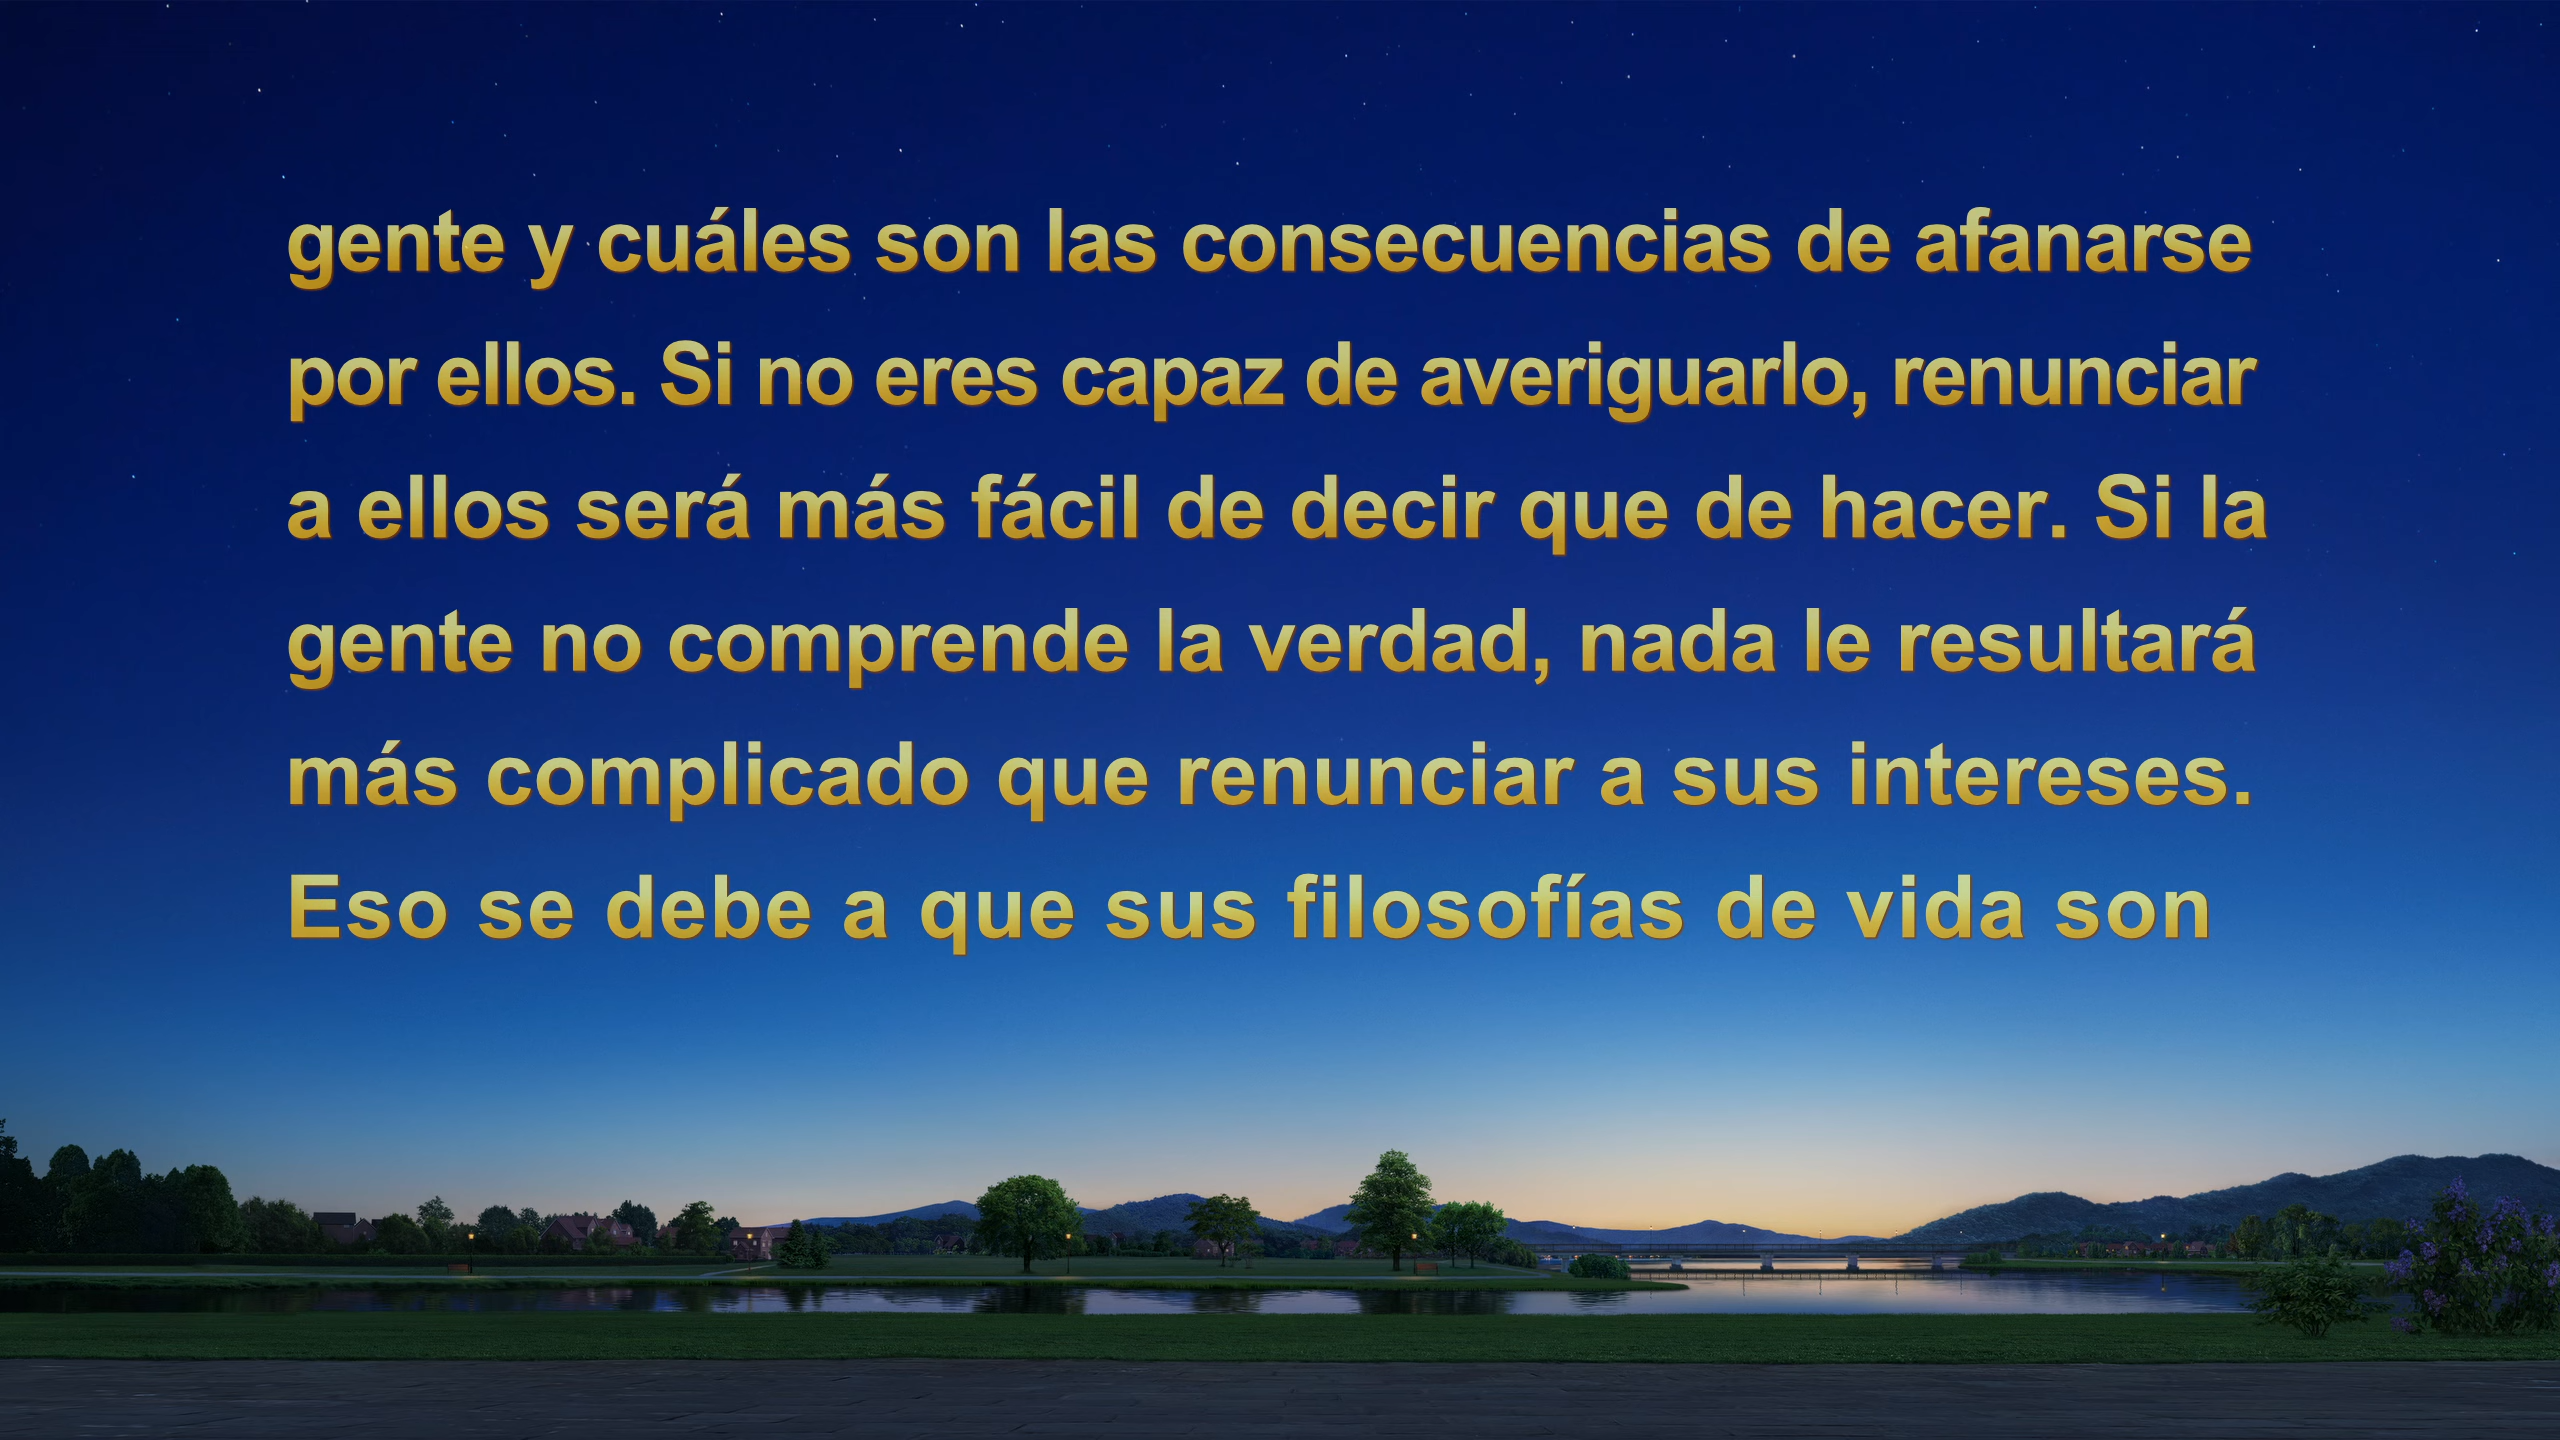 gente y cuáles son las consecuencias de afanarse
por ellos. Si no eres capaz de averiguarlo, renunciar
a ellos será más fácil de decir que de hacer. Si la
gente no comprende la verdad, nada le resultará
más complicado que renunciar a sus intereses.
Eso se debe a que sus filosofías de vida son